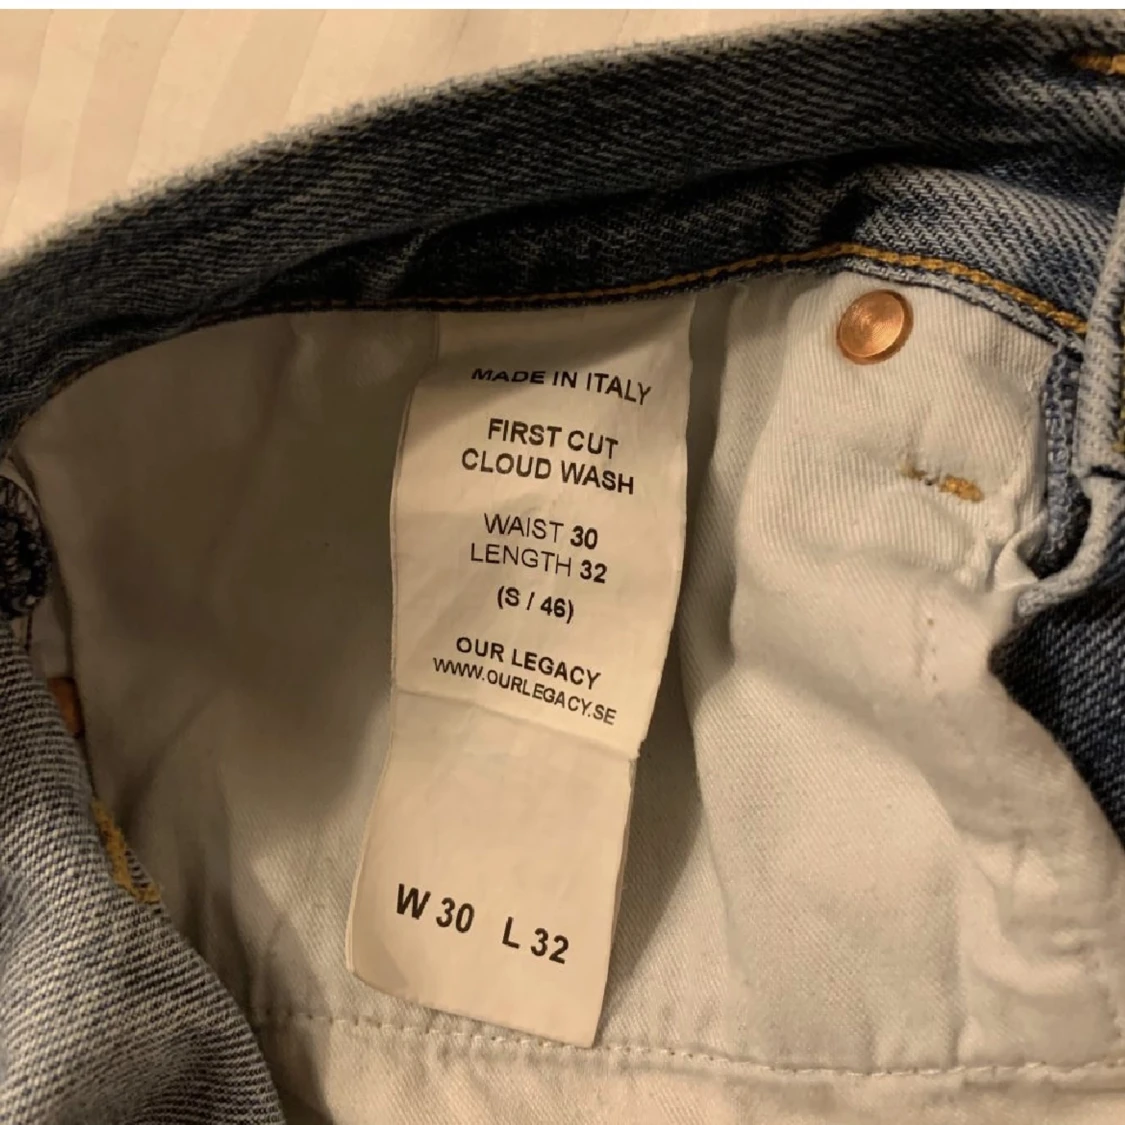 MADE IN ITALY
FIRST CUT
CLOUD WASH
WAIST 30
LENGTH 32
(S / 46)
OUR LEGACY
WWW.OURLEGACY.SE
W 30 L 32